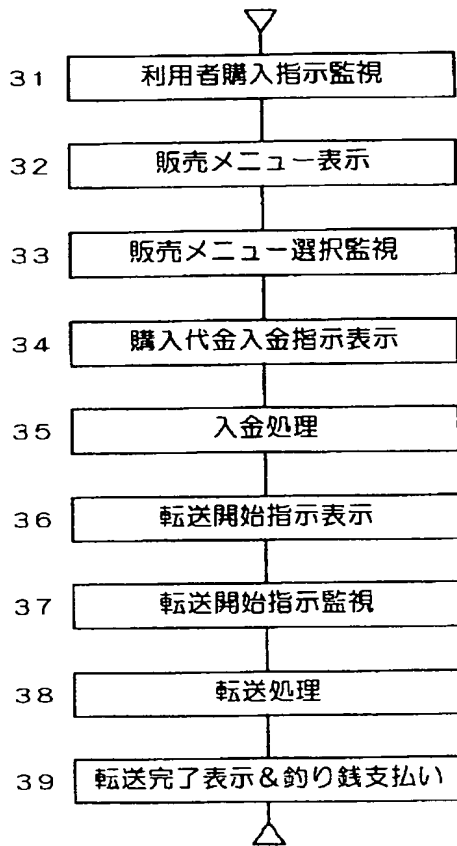 31 利用者購入指示監視
32 販売メニュー表示
33 販売メニュー選択監視
34 購入代金入金指示表示
35 入金処理
36 転送開始指示表示
37 転送開始指示監視
38 転送処理
39 転送完了表示&釣り銭支払い